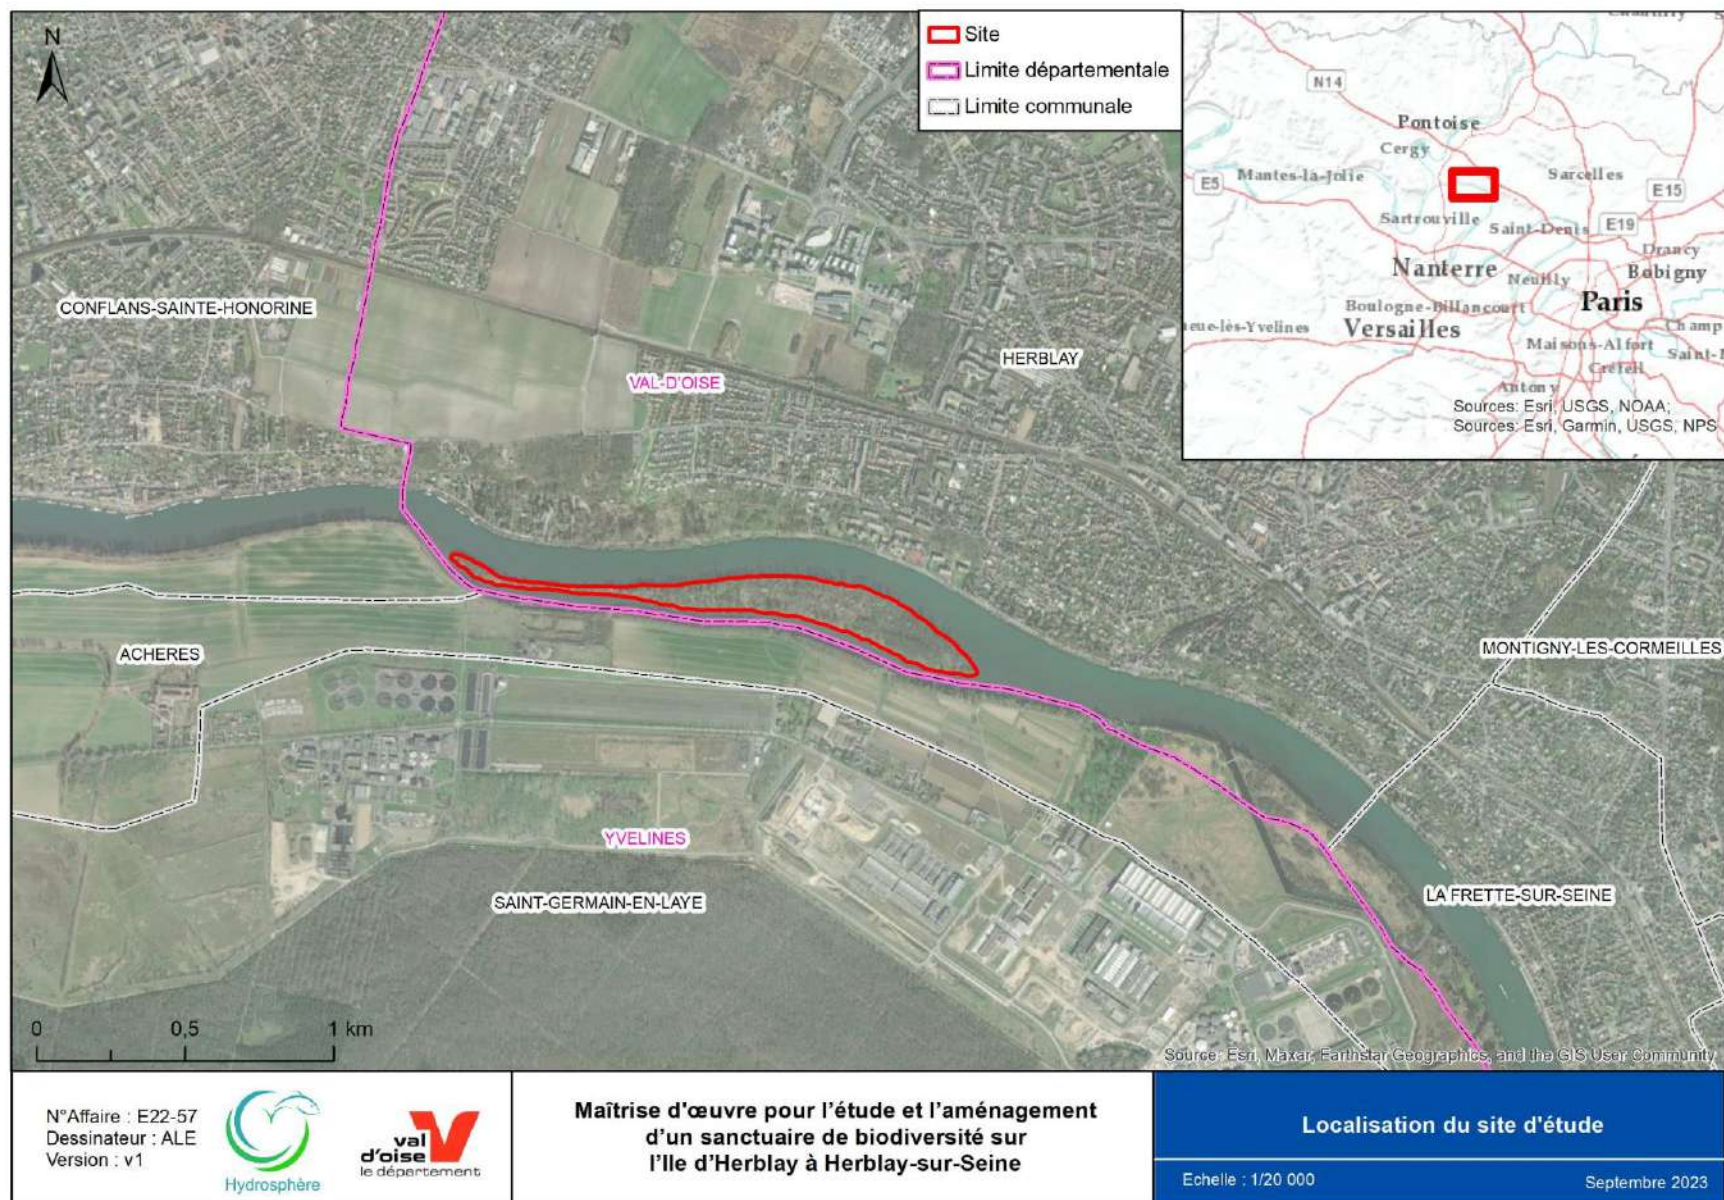 N
Site
Limite départementale
Limite communale
N14
Pontoise
Cergy
E5
Mantes-la-Jolie
Sarcelles
E15
Sartrouville
Saint-Denis
E19
Drancy
Nanterre
Neuilly
Bobigny
Boulogne-Billancourt
Paris
ieue-lès-Yvelines
Versailles
Champ
Maisons-Alfort
Créteil
Antony
Sources: Esri, USGS, NOAA;
Sources: Esri, Garmin, USGS, NPS
CONFLANS-SAINTE-HONORINE
VAL-D'OISE
HERBLAY
ACHERES
MONTIGNY-LES-CORMEILLES
YVELINES
SAINT-GERMAIN-EN-LAYE
LA FRETTE-SUR-SEINE
0 0,5 1 km
Source: Esri, Maxar, Earthstar Geographics, and the GIS User Community
N°Affaire : E22-57
Dessinateur : ALE
Version : v1
Hydrosphère
val
d'oise
le département
Maîtrise d'œuvre pour l'étude et l'aménagement
d'un sanctuaire de biodiversité sur
l'Ile d'Herblay à Herblay-sur-Seine
Localisation du site d'étude
Echelle : 1/20 000
Septembre 2023